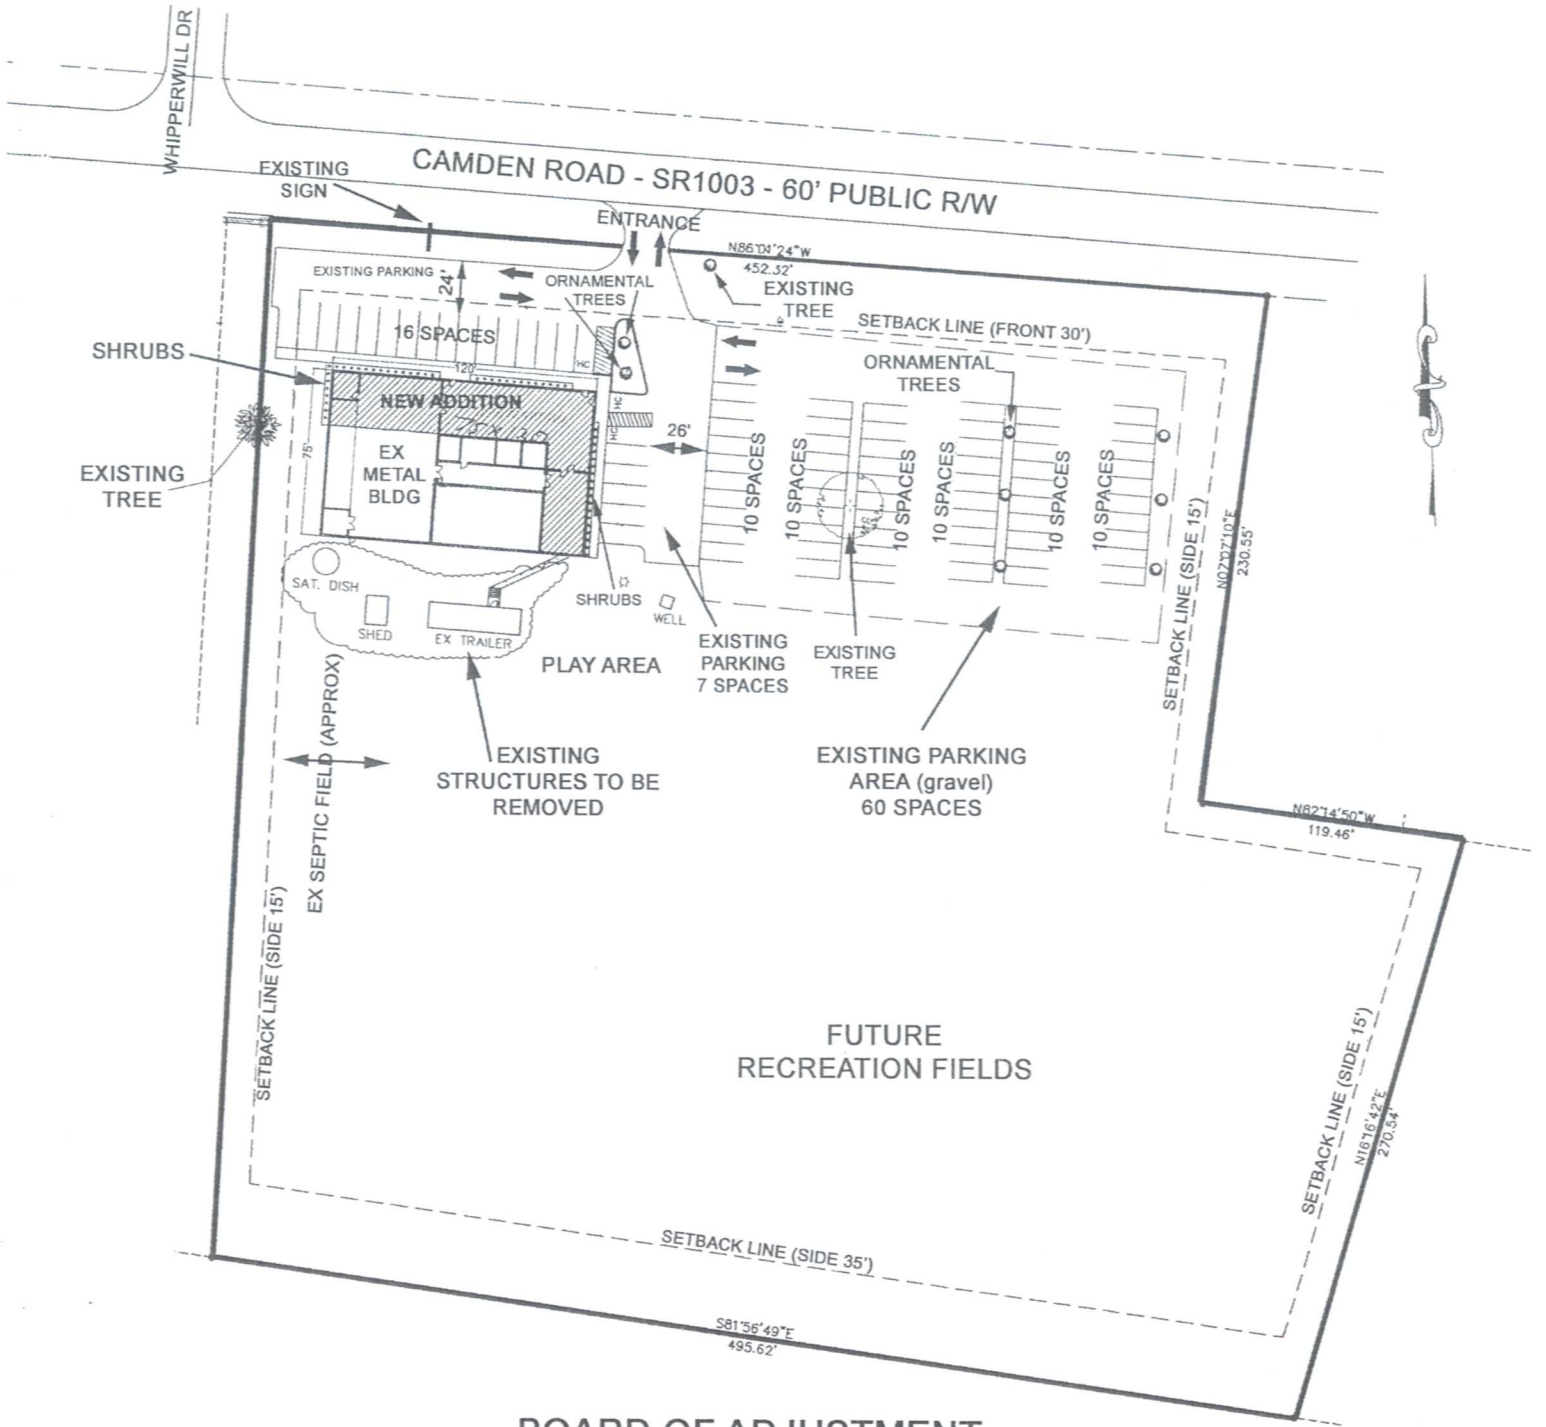 WHIPPERWILL DR
CAMDEN ROAD - SR1003 - 60' PUBLIC R/W
EXISTING
SIGN
ENTRANCE
N86°01'24"W
452.32'
EXISTING PARKING
24'
ORNAMENTAL
TREES
EXISTING
TREE
SETBACK LINE (FRONT 30')
16 SPACES
SHRUBS
120'
HC
HC
HC
ORNAMENTAL
TREES
NEW ADDITION
75'
EX
METAL
BLDG
26'
10 SPACES
10 SPACES
10 SPACES
10 SPACES
10 SPACES
10 SPACES
EXISTING
TREE
SETBACK LINE (SIDE 15')
N07°07'10"E
230.55'
SAT. DISH
SHED
EX TRAILER
SHRUBS
WELL
PLAY AREA
EXISTING
PARKING
7 SPACES
EXISTING
TREE
EX SEPTIC FIELD (APPROX)
EXISTING
STRUCTURES TO BE
REMOVED
EXISTING PARKING
AREA (gravel)
60 SPACES
N82°14'50"W
119.46'
SETBACK LINE (SIDE 15')
FUTURE
RECREATION FIELDS
SETBACK LINE (SIDE 15')
N16°16'42"E
270.54'
SETBACK LINE (SIDE 35')
S81°56'49"E
495.62'
BOARD OF ADJUSTMENT